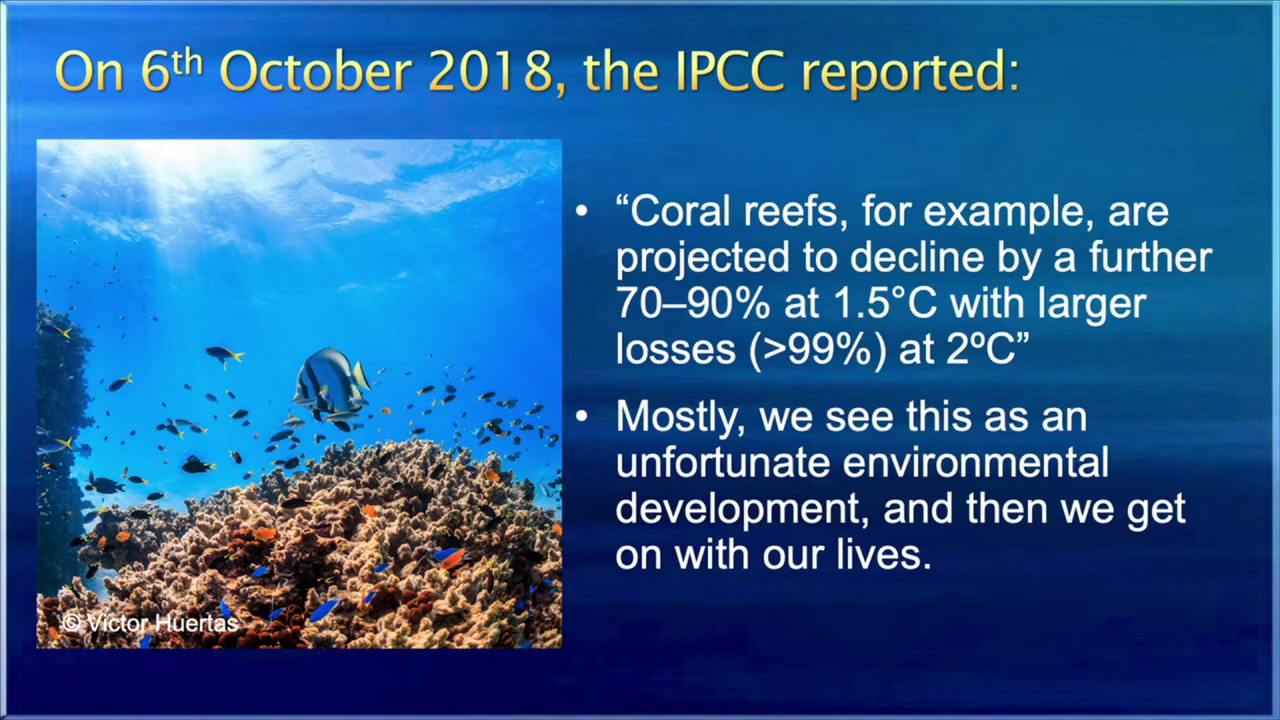 On 6th October 2018, the IPCC reported:
• “Coral reefs, for example, are
projected to decline by a further
70–90% at 1.5°C with larger
losses (>99%) at 2ºC”
• Mostly, we see this as an
unfortunate environmental
development, and then we get
on with our lives.
© Victor Huertas